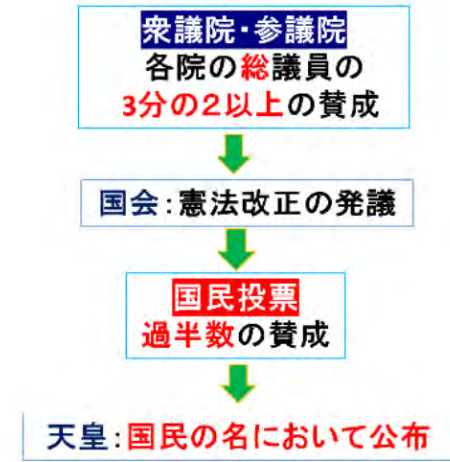 衆議院・参議院
各院の総議員の
3分の２以上の賛成
国会：憲法改正の発議
国民投票
過半数の賛成
天皇：国民の名において公布